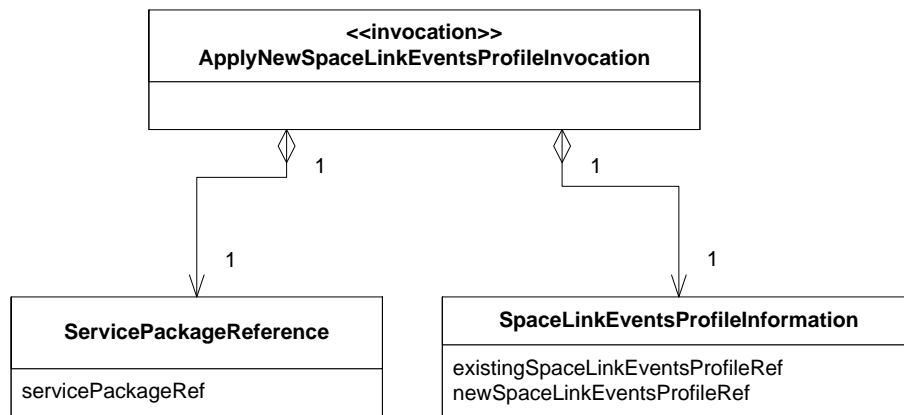 <<invocation>>
ApplyNewSpaceLinkEventsProfileInvocation
1
1
1
1
ServicePackageReference
servicePackageRef
SpaceLinkEventsProfileInformation
existingSpaceLinkEventsProfileRef
newSpaceLinkEventsProfileRef